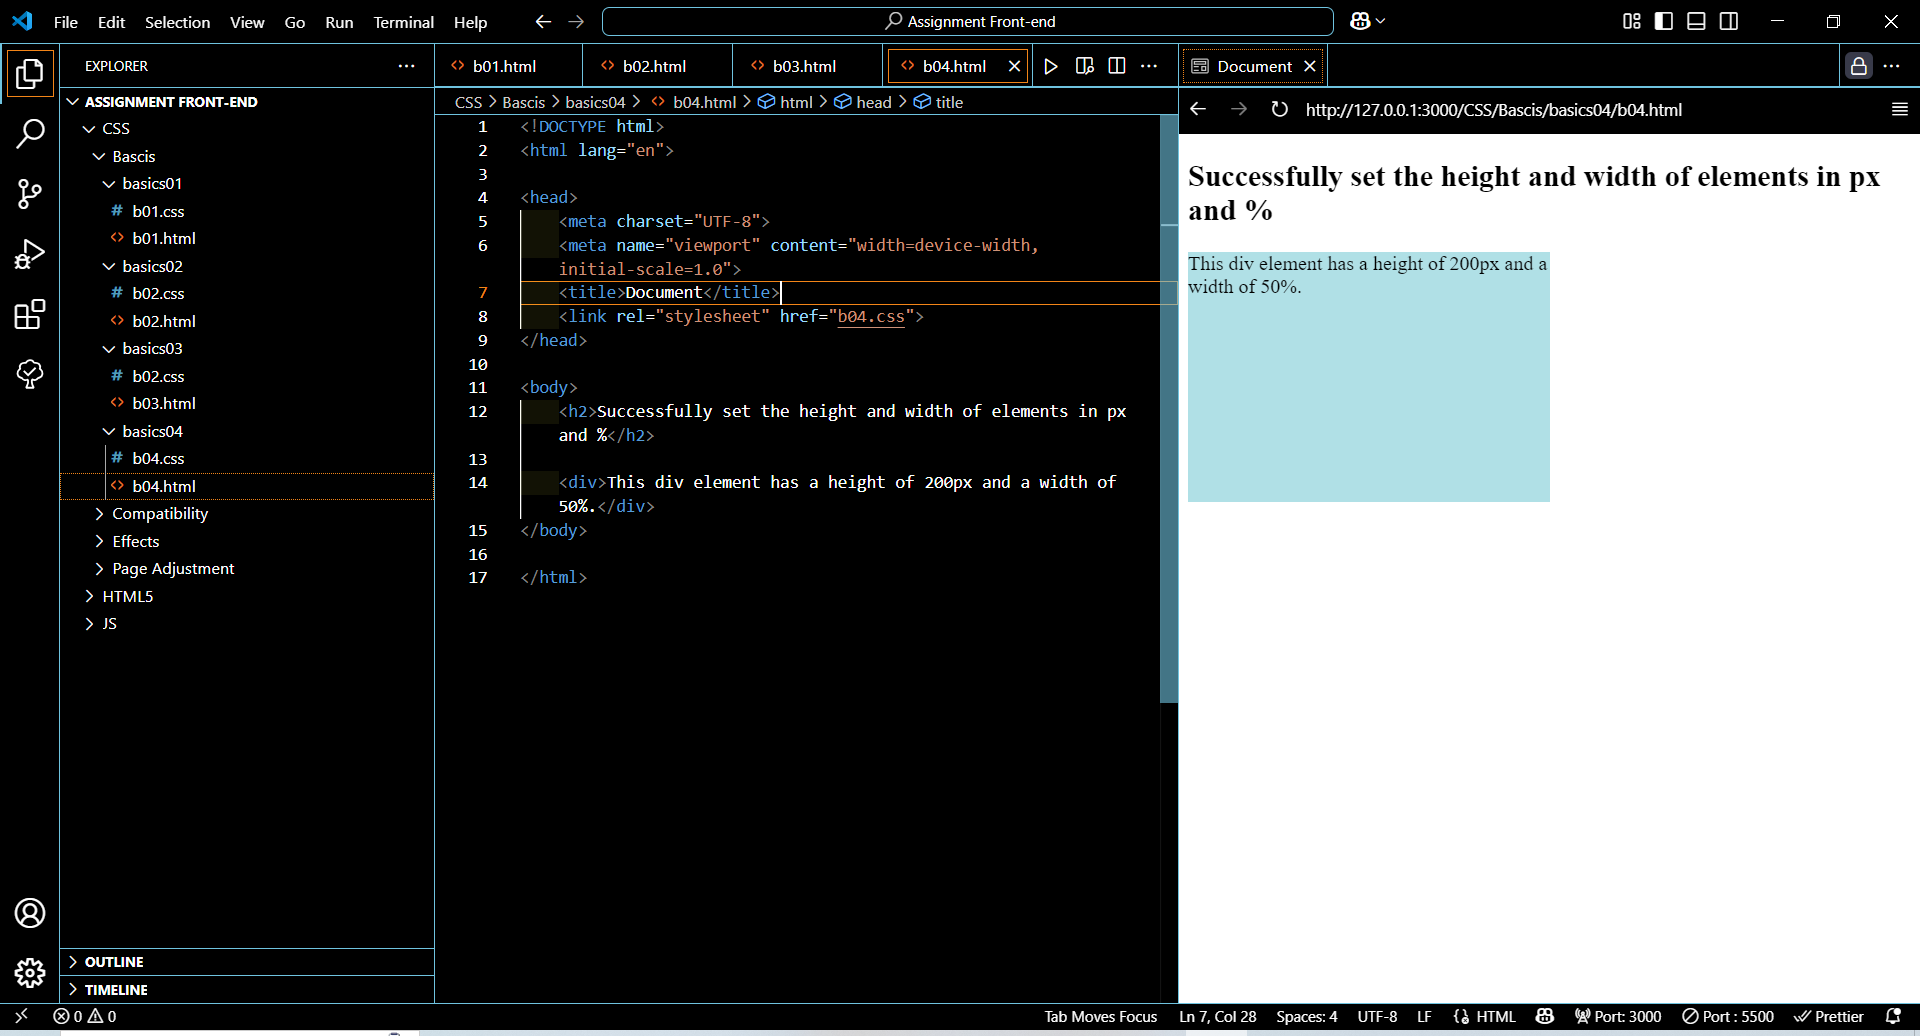 File Edit Selection View Go Run Terminal Help
Assignment Front-end
EXPLORER
ASSIGNMENT FRONT-END
CSS
Bascis
basics01
# b01.css
<> b01.html
basics02
# b02.css
<> b02.html
basics03
# b02.css
<> b03.html
basics04
# b04.css
<> b04.html
Compatibility
Effects
Page Adjustment
HTML5
JS
OUTLINE
TIMELINE
<> b01.html <> b02.html <> b03.html <> b04.html
CSS > Bascis > basics04 > <> b04.html > html > head > title
1 <!DOCTYPE html>
2 <html lang="en">
3
4 <head>
5 <meta charset="UTF-8">
6 <meta name="viewport" content="width=device-width,
initial-scale=1.0">
7 <title>Document</title>
8 <link rel="stylesheet" href="b04.css">
9 </head>
10
11 <body>
12 <h2>Successfully set the height and width of elements in px
and %</h2>
13
14 <div>This div element has a height of 200px and a width of
50%.</div>
15 </body>
16
17 </html>
Document
http://127.0.0.1:3000/CSS/Bascis/basics04/b04.html
Successfully set the height and width of elements in px
and %
This div element has a height of 200px and a
width of 50%.
0 0 Tab Moves Focus Ln 7, Col 28 Spaces: 4 UTF-8 LF HTML Port: 3000 Port : 5500 Prettier